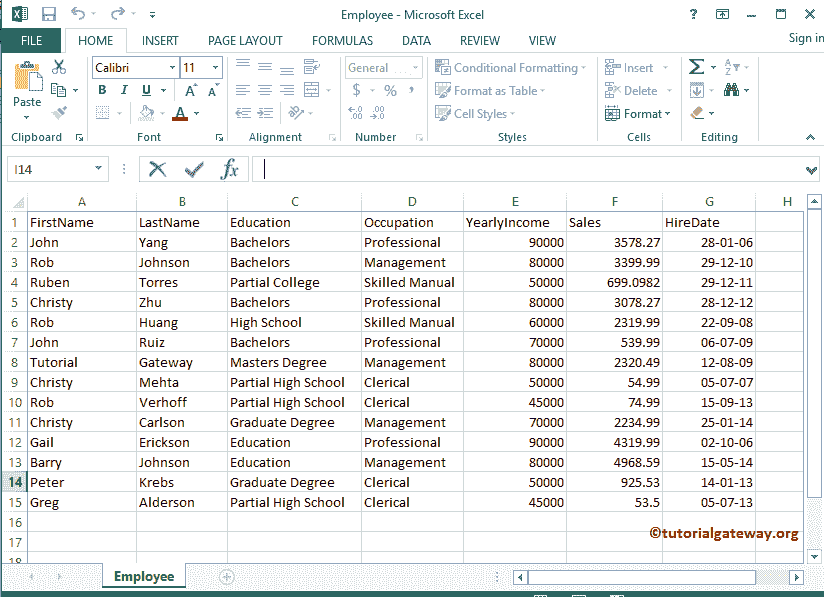 Employee - Microsoft Excel
?
FILE HOME INSERT PAGE LAYOUT FORMULAS DATA REVIEW VIEW Sign in
Calibri 11 General Conditional Formatting Insert
Paste B I U A A $ % , Format as Table Delete
A Cell Styles Format
Clipboard Font Alignment Number Styles Cells Editing
I14 fx
A B C D E F G H
1 FirstName LastName Education Occupation YearlyIncome Sales HireDate
2 John Yang Bachelors Professional 90000 3578.27 28-01-06
3 Rob Johnson Bachelors Management 80000 3399.99 29-12-10
4 Ruben Torres Partial College Skilled Manual 50000 699.0982 29-12-11
5 Christy Zhu Bachelors Professional 80000 3078.27 28-12-12
6 Rob Huang High School Skilled Manual 60000 2319.99 22-09-08
7 John Ruiz Bachelors Professional 70000 539.99 06-07-09
8 Tutorial Gateway Masters Degree Management 80000 2320.49 12-08-09
9 Christy Mehta Partial High School Clerical 50000 54.99 05-07-07
10 Rob Verhoff Partial High School Clerical 45000 74.99 15-09-13
11 Christy Carlson Graduate Degree Management 70000 2234.99 25-01-14
12 Gail Erickson Education Professional 90000 4319.99 02-10-06
13 Barry Johnson Education Management 80000 4968.59 15-05-14
14 Peter Krebs Graduate Degree Clerical 50000 925.53 14-01-13
15 Greg Alderson Partial High School Clerical 45000 53.5 05-07-13
16
17 ©tutorialgateway.org
18
Employee